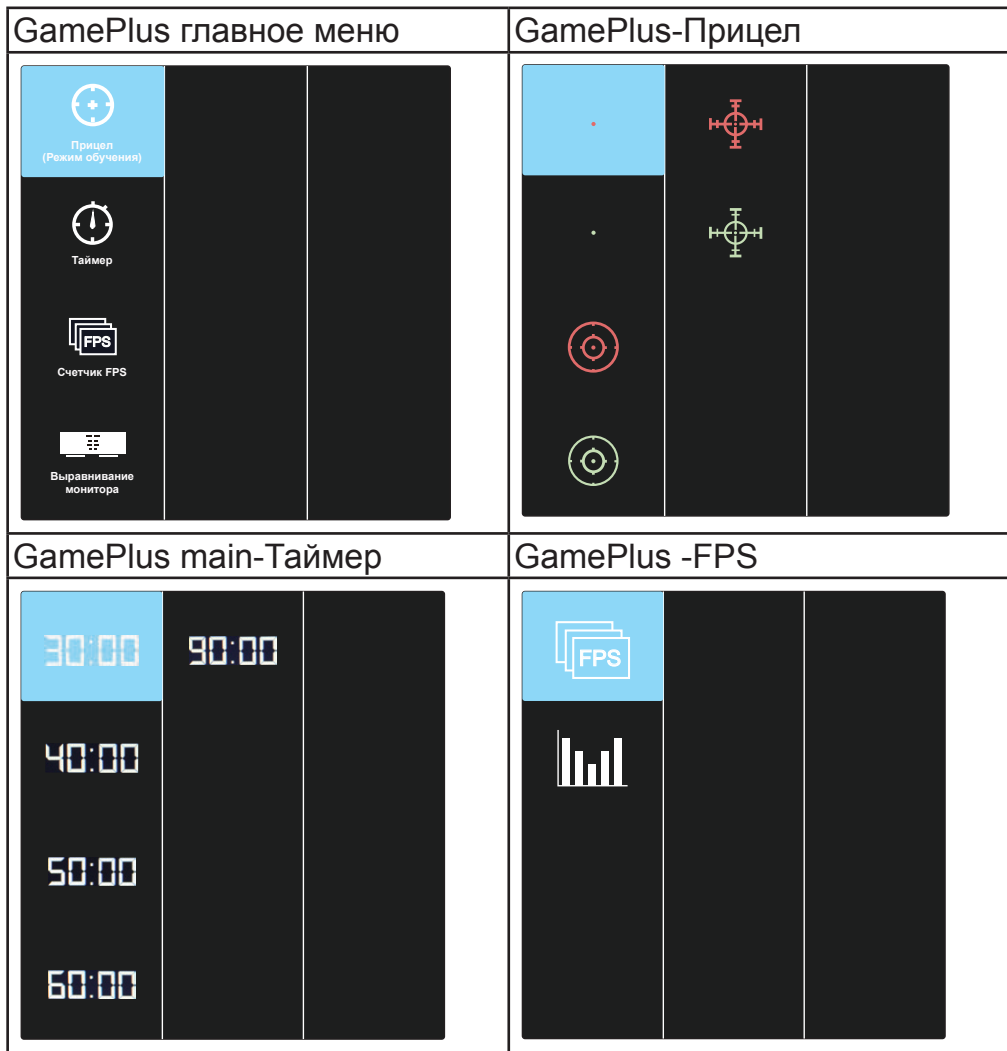 GamePlus главное меню
GamePlus-Прицел
Прицел
(Режим обучения)
Таймер
FPS
Счетчик FPS
Выравнивание
монитора
GamePlus main-Таймер
GamePlus -FPS
30:00
90:00
40:00
50:00
60:00
FPS